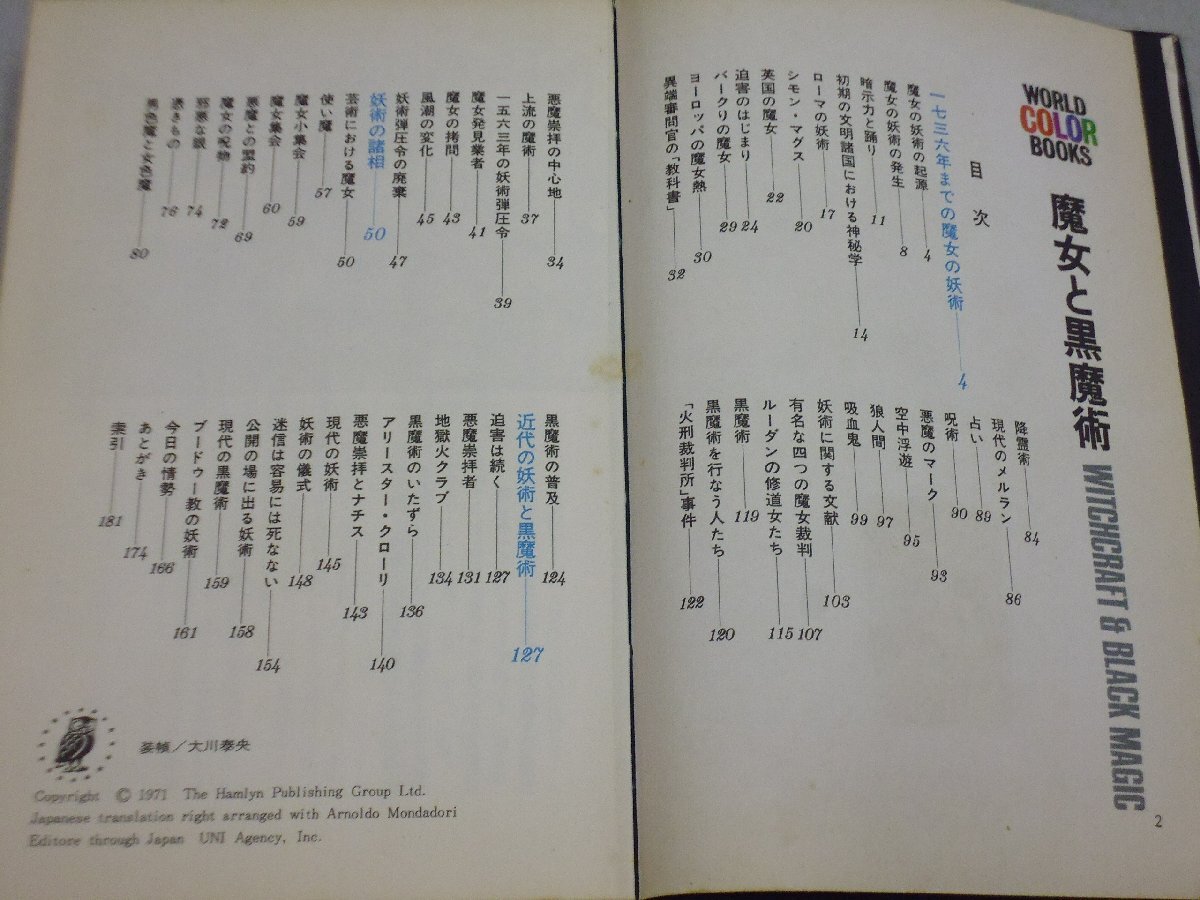 WORLD
COLOR
BOOKS
魔女と黒魔術
WITCHCRAFT & BLACK MAGIC
目次
一七三六年までの魔女の妖術 4
魔女の妖術の起源 4
魔女の妖術の発生 8
暗示力と踊り 11
初期の文明諸国における神秘学 14
ローマの妖術 17
シモン・マグス 20
英国の魔女 22
迫害のはじまり 24
バークリの魔女 29
ヨーロッパの魔女熱 30
異端審問官の「教科書」 32
悪魔崇拝の中心地 34
上流の魔術 37
一五六三年の妖術弾圧令 39
魔女発見業者 41
魔女の拷問 43
風潮の変化 45
妖術弾圧令の廃棄 47
妖術の諸相 50
芸術における魔女 50
使い魔 57
魔女小集会 59
魔女集会 60
悪魔との盟約 69
魔女の呪物 72
邪悪な眼 74
憑きもの 76
男色魔と女色魔 80
降霊術 84
現代のメルラン 86
占い 89
呪術 90
悪魔のマーク 93
空中浮遊 95
狼人間 97
吸血鬼 99
妖術に関する文献 103
有名な四つの魔女裁判 107
ルーダンの修道女たち 115
黒魔術 119
黒魔術を行なう人たち 120
「火刑裁判所」事件 122
黒魔術の普及 124
近代の妖術と黒魔術 127
迫害は続く 127
悪魔崇拝者 131
地獄火クラブ 134
黒魔術のいたずら 136
アリースター・クローリ 140
悪魔崇拝とナチス 143
現代の妖術 145
妖術の儀式 148
迷信は容易には死なない 154
公開の場に出る妖術 158
現代の黒魔術 159
ブードゥー教の妖術 161
今日の情勢 166
あとがき 174
索引 181
装幀／大川泰央
Copyright © 1971 The Hamlyn Publishing Group Ltd.
Japanese translation right arranged with Arnoldo Mondadori
Editore through Japan UNI Agency, Inc.
2